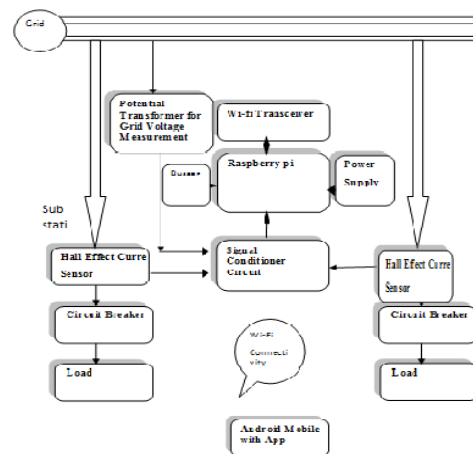 Grid
Potential
Transformer for
Grid Voltage
Measurement
Wi-fi Transceiver
Raspberry pi
Power
Supply
Sub
stati
Signal
Conditioner
Circuit
Hall Effect Curre
Sensor
Hall Effect Curre
Sensor
Circuit Breaker
Circuit Breaker
Load
Load
Wi-Fi
Connecti
vity
Android Mobile
with App